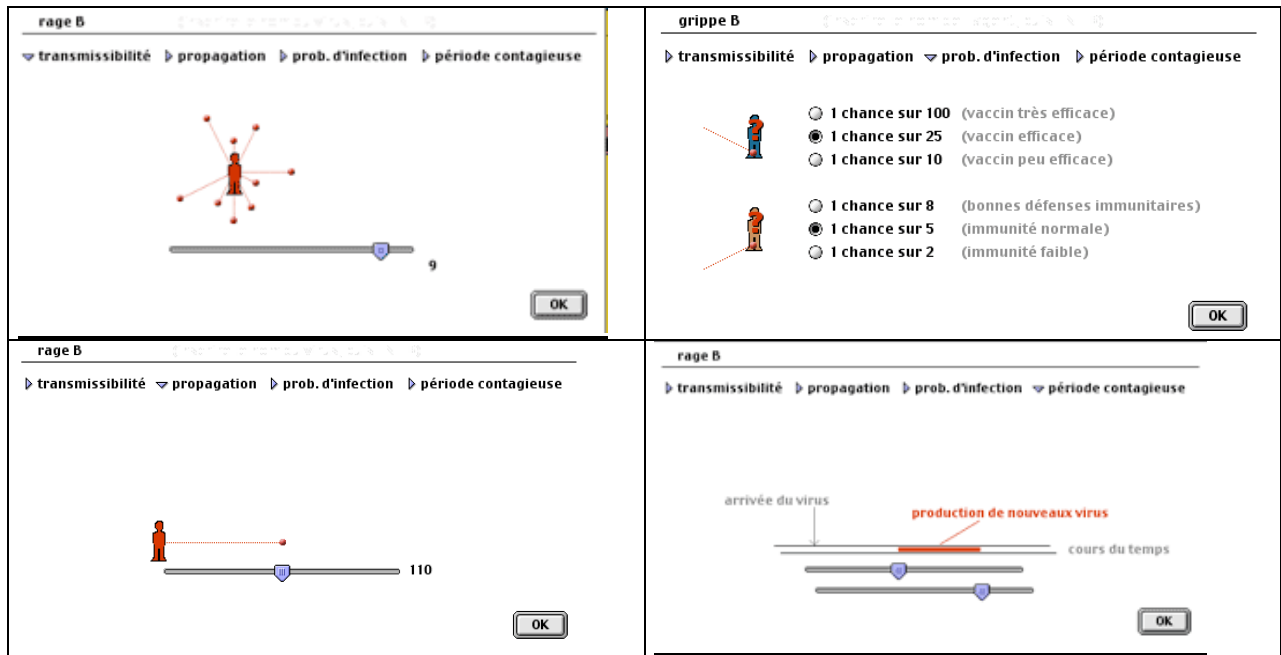 rage B
transmissibilité propagation prob. d'infection période contagieuse
9
OK
grippe B
transmissibilité propagation prob. d'infection période contagieuse
1 chance sur 100 (vaccin très efficace)
1 chance sur 25 (vaccin efficace)
1 chance sur 10 (vaccin peu efficace)
1 chance sur 8 (bonnes défenses immunitaires)
1 chance sur 5 (immunité normale)
1 chance sur 2 (immunité faible)
OK
rage B
transmissibilité propagation prob. d'infection période contagieuse
110
OK
rage B
transmissibilité propagation prob. d'infection période contagieuse
arrivée du virus
production de nouveaux virus
cours du temps
OK